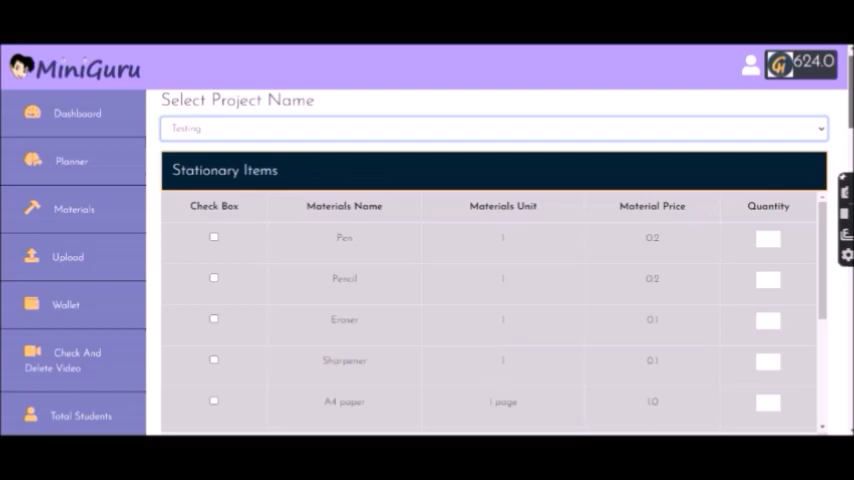 MiniGuru
624.0
Dashboard
Planner
Materials
Upload
Wallet
Check And
Delete Video
Total Students
Select Project Name
Testing
Stationary Items
Check Box Materials Name Materials Unit Material Price Quantity
Pen 1 0.2
Pencil 1 0.2
Eraser 1 0.1
Sharpener 1 0.1
A4 paper 1 page 1.0